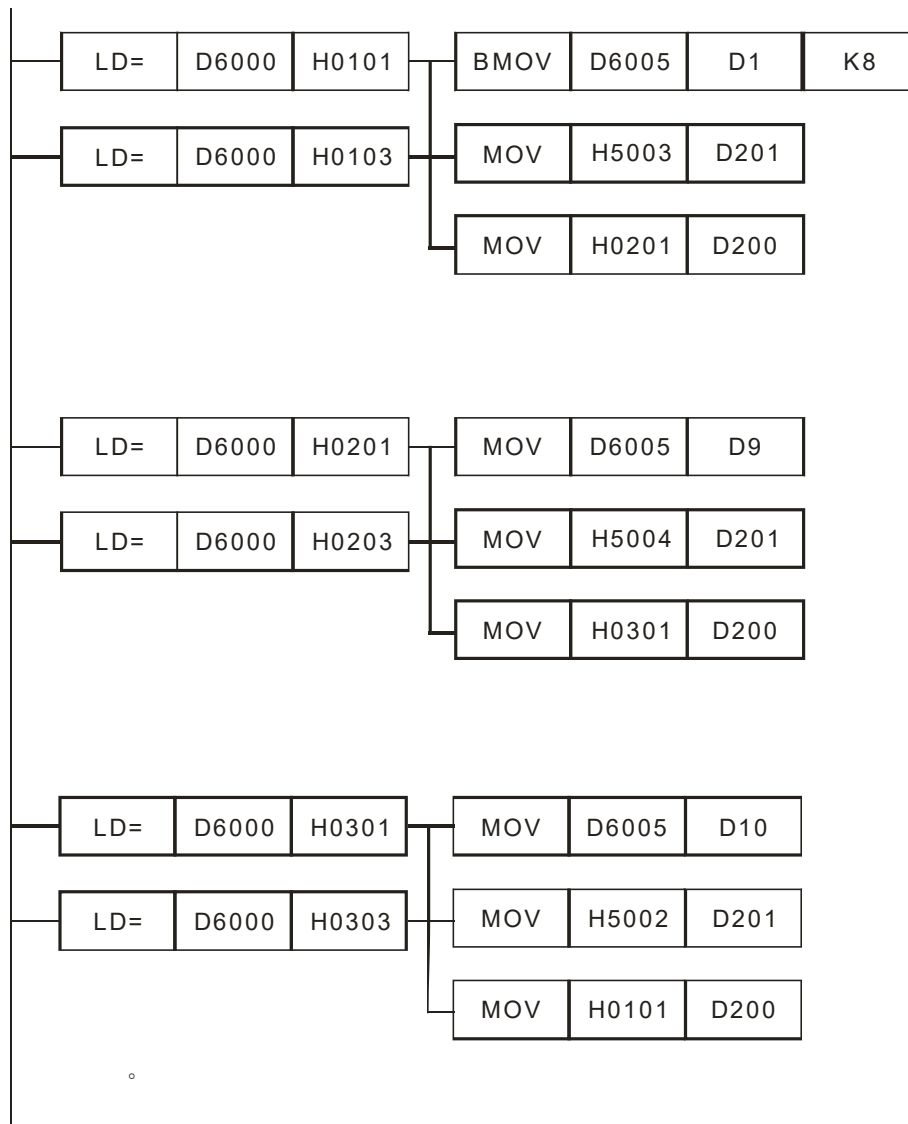 LD= D6000 H0101 BMOV D6005 D1 K8
LD= D6000 H0103 MOV H5003 D201
MOV H0201 D200
LD= D6000 H0201 MOV D6005 D9
LD= D6000 H0203 MOV H5004 D201
MOV H0301 D200
LD= D6000 H0301 MOV D6005 D10
LD= D6000 H0303 MOV H5002 D201
MOV H0101 D200
。